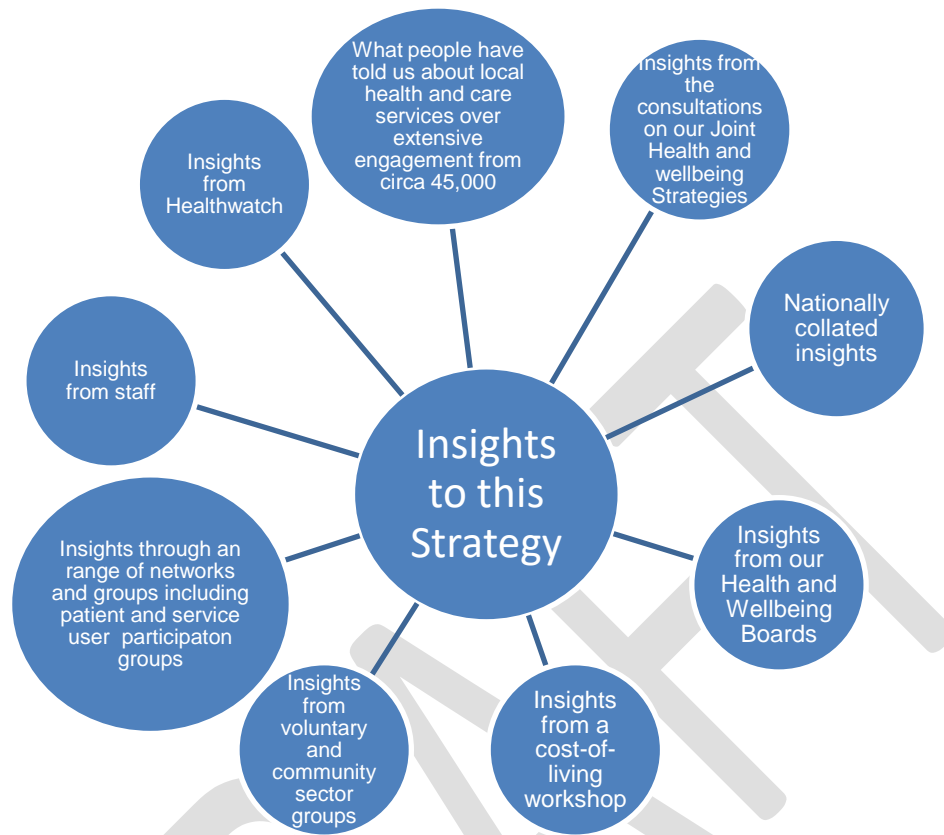 What people have
told us about local
health and care
services over
extensive
engagement from
circa 45,000
Insights from
the
consultations
on our Joint
Health and
wellbeing
Strategies
Nationally
collated
insights
Insights
from our
Health and
Wellbeing
Boards
Insights
from a
cost-of-
living
workshop
Insights
from
voluntary
and
community
sector
groups
Insights through an
range of networks
and groups including
patient and service
user participaton
groups
Insights
from staff
Insights
from
Healthwatch
Insights
to this
Strategy